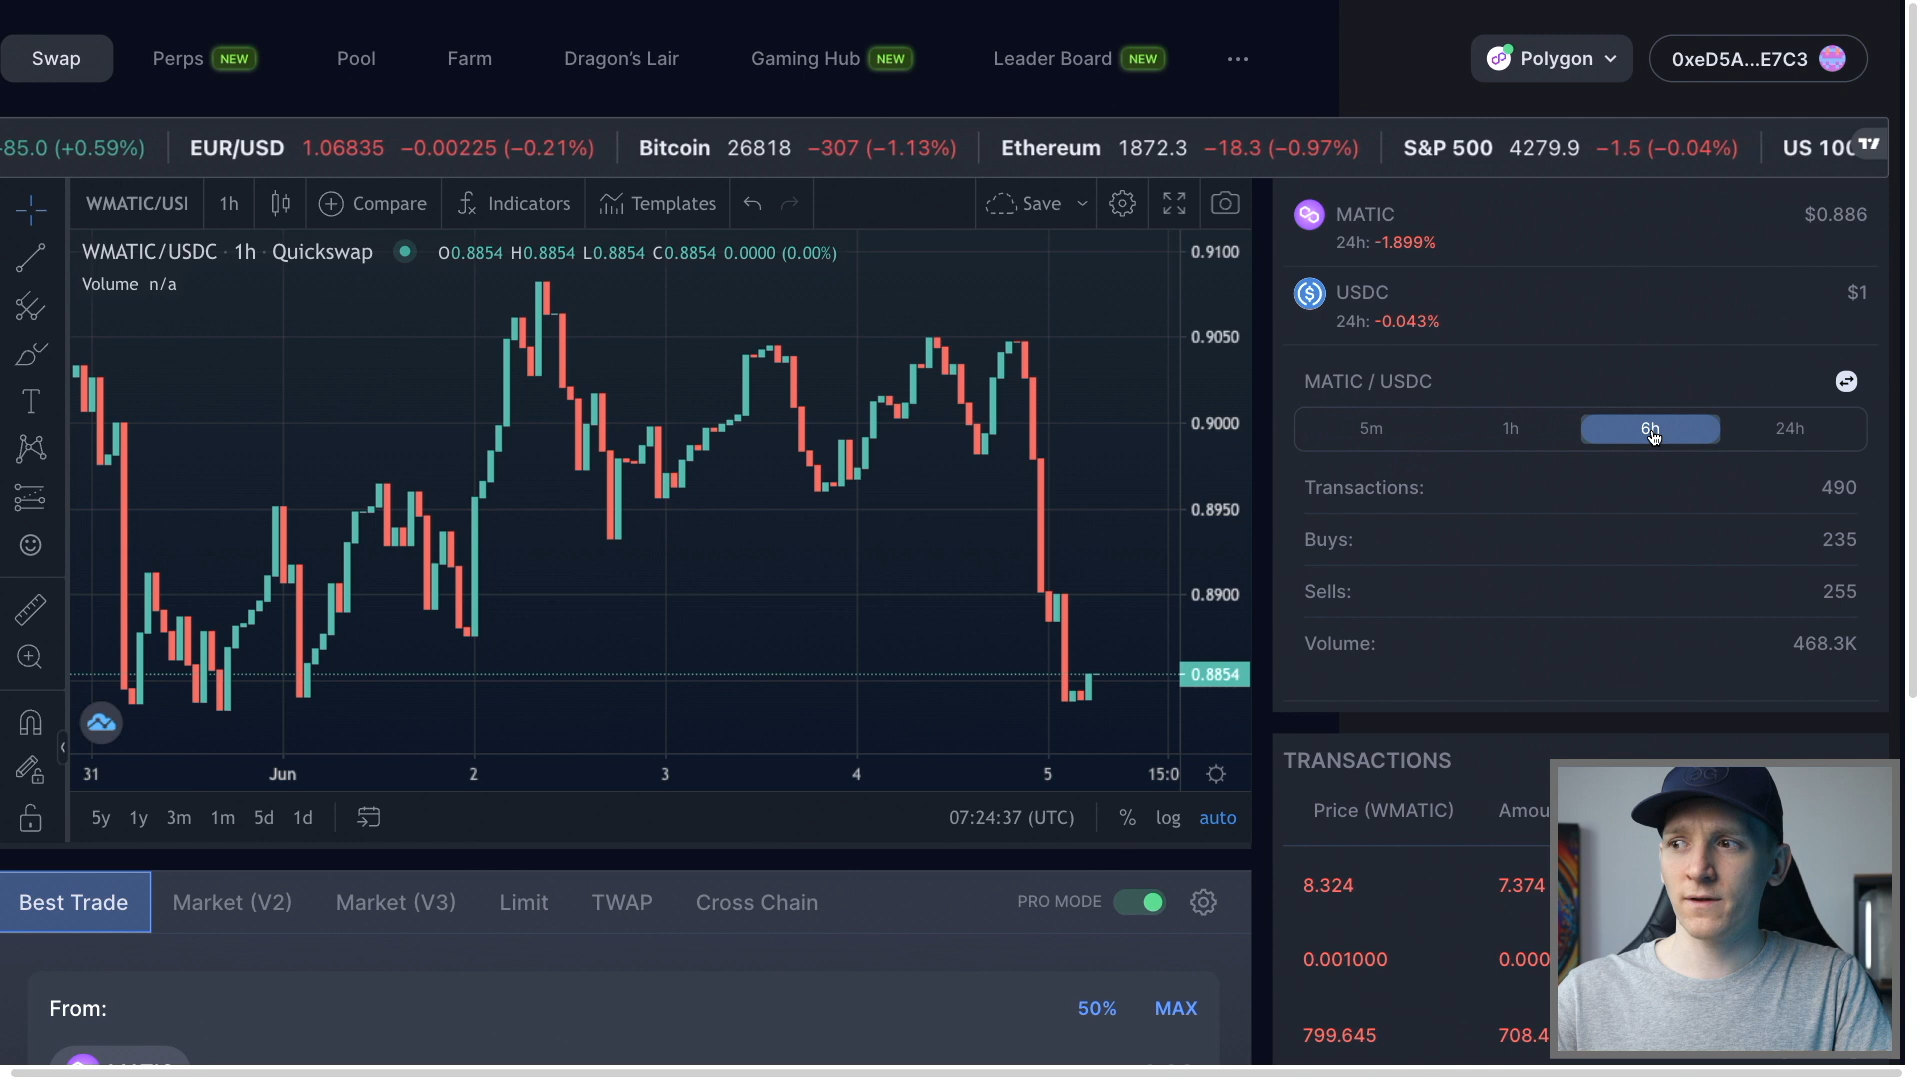 Swap Perps NEW Pool Farm Dragon's Lair Gaming Hub NEW Leader Board NEW ... Polygon 0xeD5A...E7C3
-85.0 (+0.59%) EUR/USD 1.06835 −0.00225 (−0.21%) Bitcoin 26818 −307 (−1.13%) Ethereum 1872.3 −18.3 (−0.97%) S&P 500 4279.9 −1.5 (−0.04%) US 100
WMATIC/USI 1h Compare Indicators Templates Save
WMATIC/USDC · 1h · Quickswap O0.8854 H0.8854 L0.8854 C0.8854 0.0000 (0.00%)
Volume n/a
0.9100
0.9050
0.9000
0.8950
0.8900
0.8854
31 Jun 2 3 4 5 15:0
5y 1y 3m 1m 5d 1d 07:24:37 (UTC) % log auto
MATIC $0.886
24h: -1.899%
USDC $1
24h: -0.043%
MATIC / USDC
5m 1h 6h 24h
Transactions: 490
Buys: 235
Sells: 255
Volume: 468.3K
TRANSACTIONS
Price (WMATIC) Amou
8.324 7.374
0.001000 0.000
799.645 708.4
Best Trade Market (V2) Market (V3) Limit TWAP Cross Chain PRO MODE
From: 50% MAX